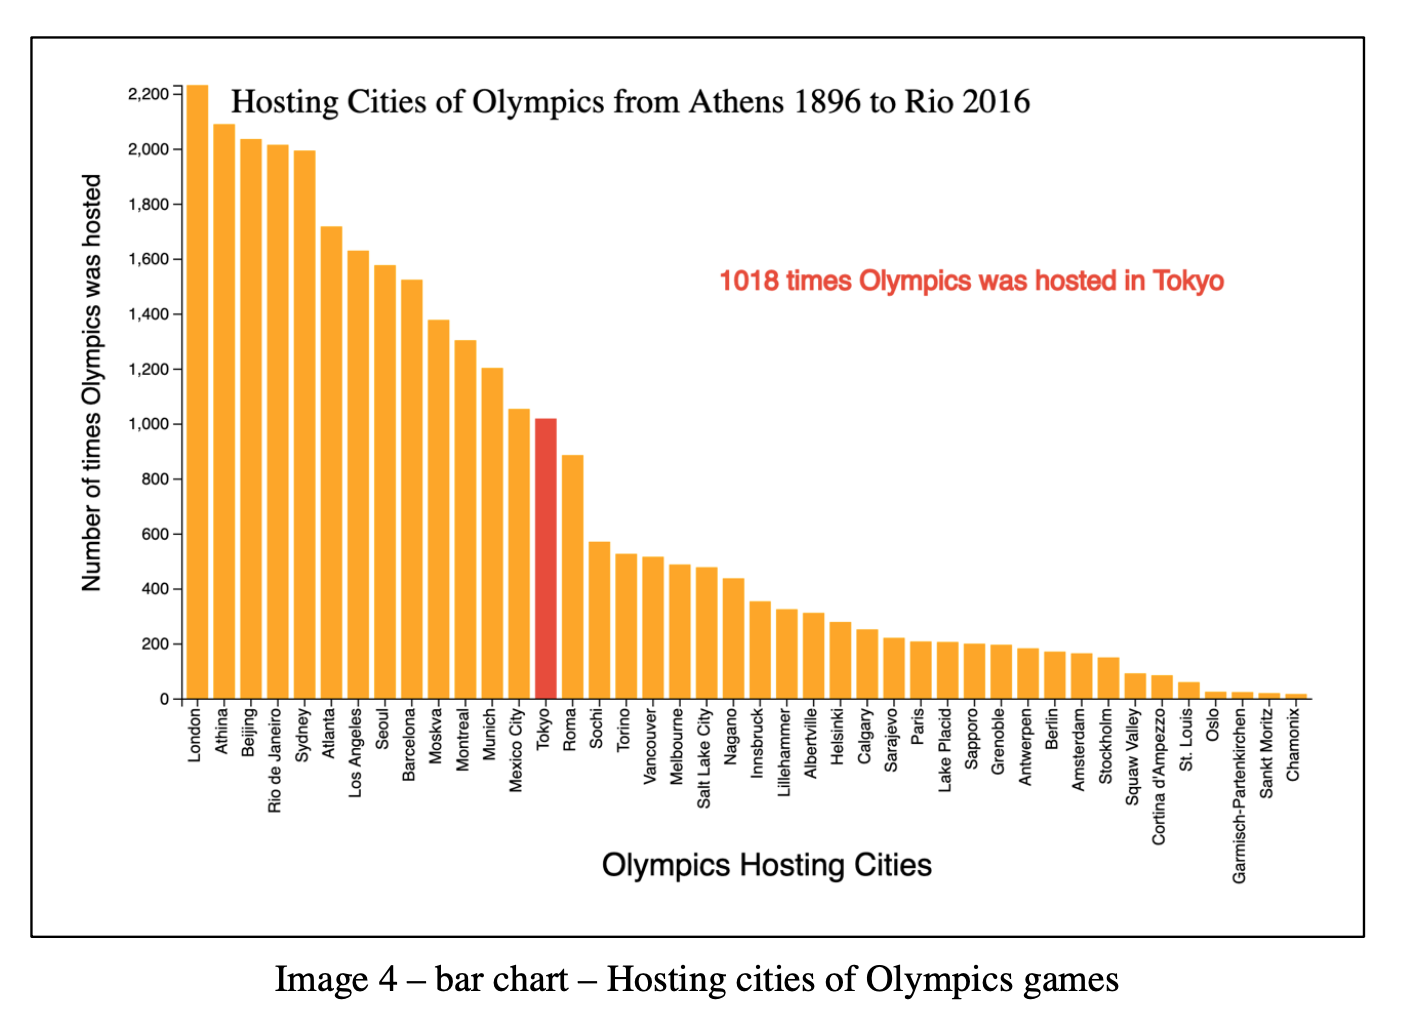 Hosting Cities of Olympics from Athens 1896 to Rio 2016
1018 times Olympics was hosted in Tokyo
Number of times Olympics was hosted
2,200
2,000
1,800
1,600
1,400
1,200
1,000
800
600
400
200
0
London
Athina
Beijing
Rio de Janeiro
Sydney
Atlanta
Los Angeles
Seoul
Barcelona
Moskva
Montreal
Munich
Mexico City
Tokyo
Roma
Sochi
Torino
Vancouver
Melbourne
Salt Lake City
Nagano
Innsbruck
Lillehammer
Albertville
Helsinki
Calgary
Sarajevo
Paris
Lake Placid
Sapporo
Grenoble
Antwerpen
Berlin
Amsterdam
Stockholm
Squaw Valley
Cortina d'Ampezzo
St. Louis
Oslo
Garmisch-Partenkirchen
Sankt Moritz
Chamonix
Olympics Hosting Cities
Image 4 – bar chart – Hosting cities of Olympics games